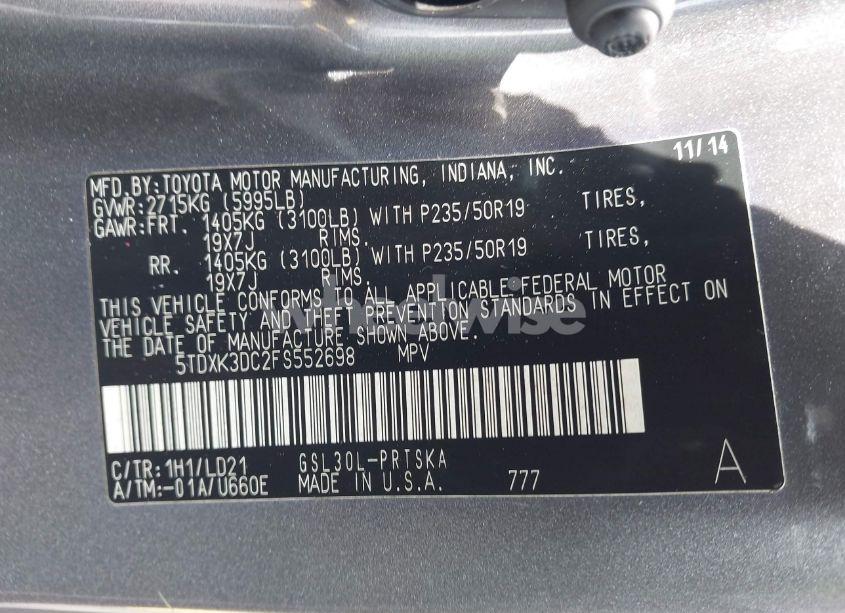 11/14
MFD.BY:TOYOTA MOTOR MANUFACTURING, INDIANA, INC.
GVWR:2715KG (5995LB)
GAWR:FRT. 1405KG (3100LB) WITH P235/50R19 TIRES,
19X7J RIMS.
RR. 1405KG (3100LB) WITH P235/50R19 TIRES,
19X7J RIMS.
THIS VEHICLE CONFORMS TO ALL APPLICABLE FEDERAL MOTOR
VEHICLE SAFETY AND THEFT PREVENTION STANDARDS IN EFFECT ON
THE DATE OF MANUFACTURE SHOWN ABOVE.
5TDXK3DC2FS552698 MPV
C/TR:1H1/LD21 GSL30L-PRTSKA
A/TM:-01A/U660E MADE IN U.S.A. 777 A
wheelwise